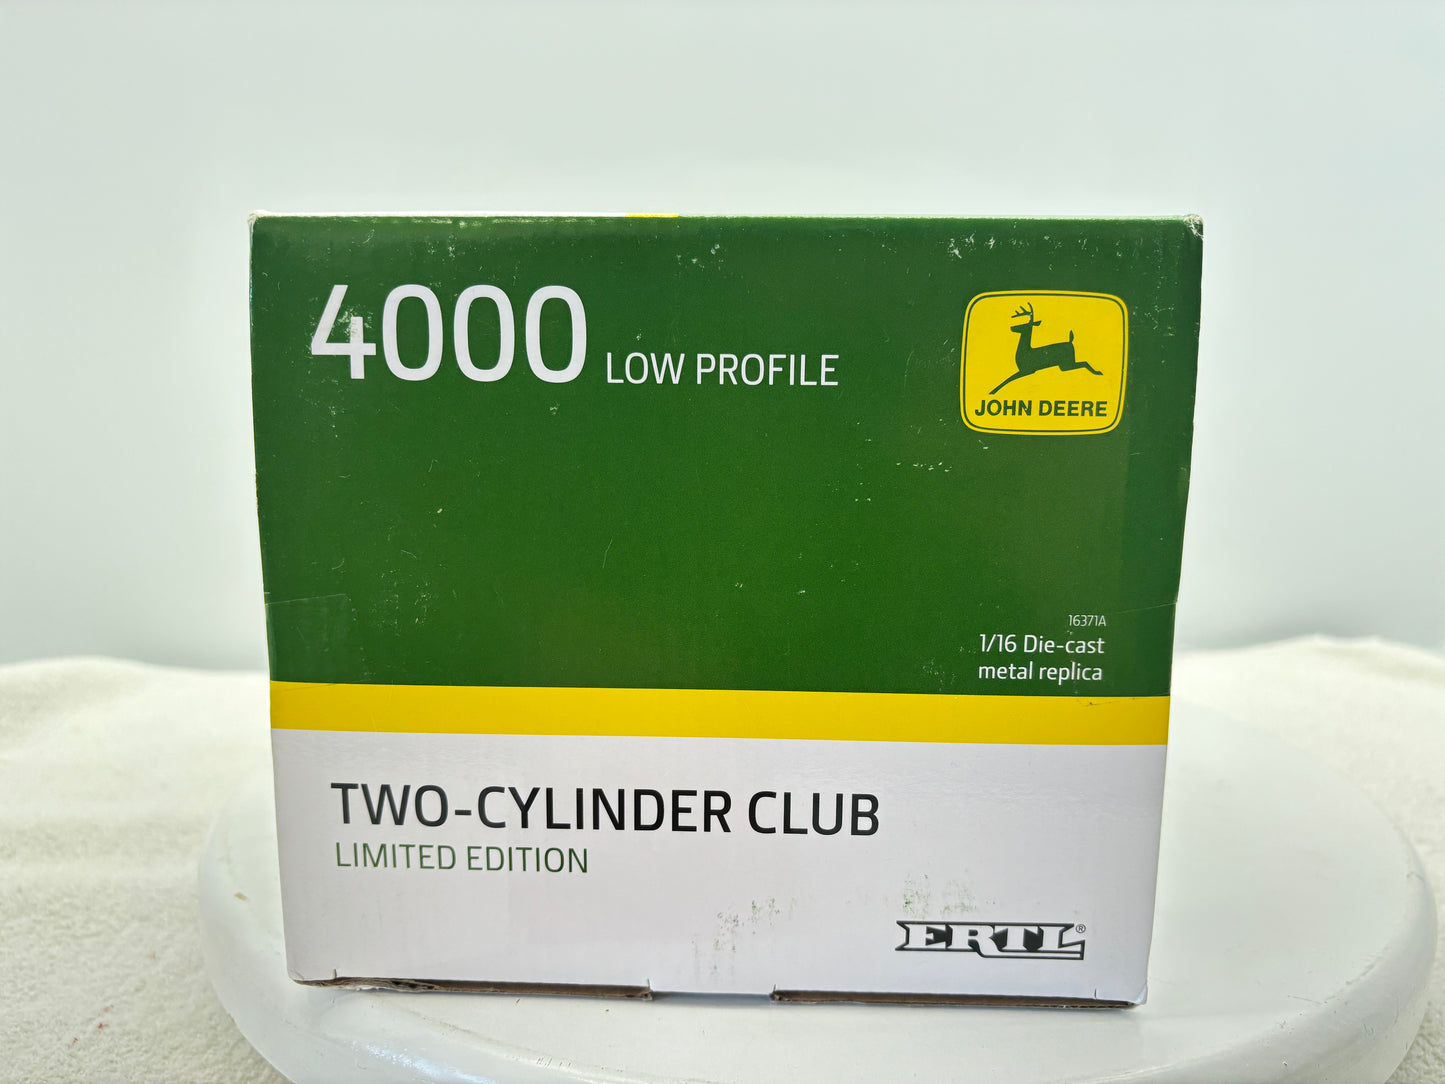 4000 LOW PROFILE
JOHN DEERE
16371A
1/16 Die-cast
metal replica
TWO-CYLINDER CLUB
LIMITED EDITION
ERTL®